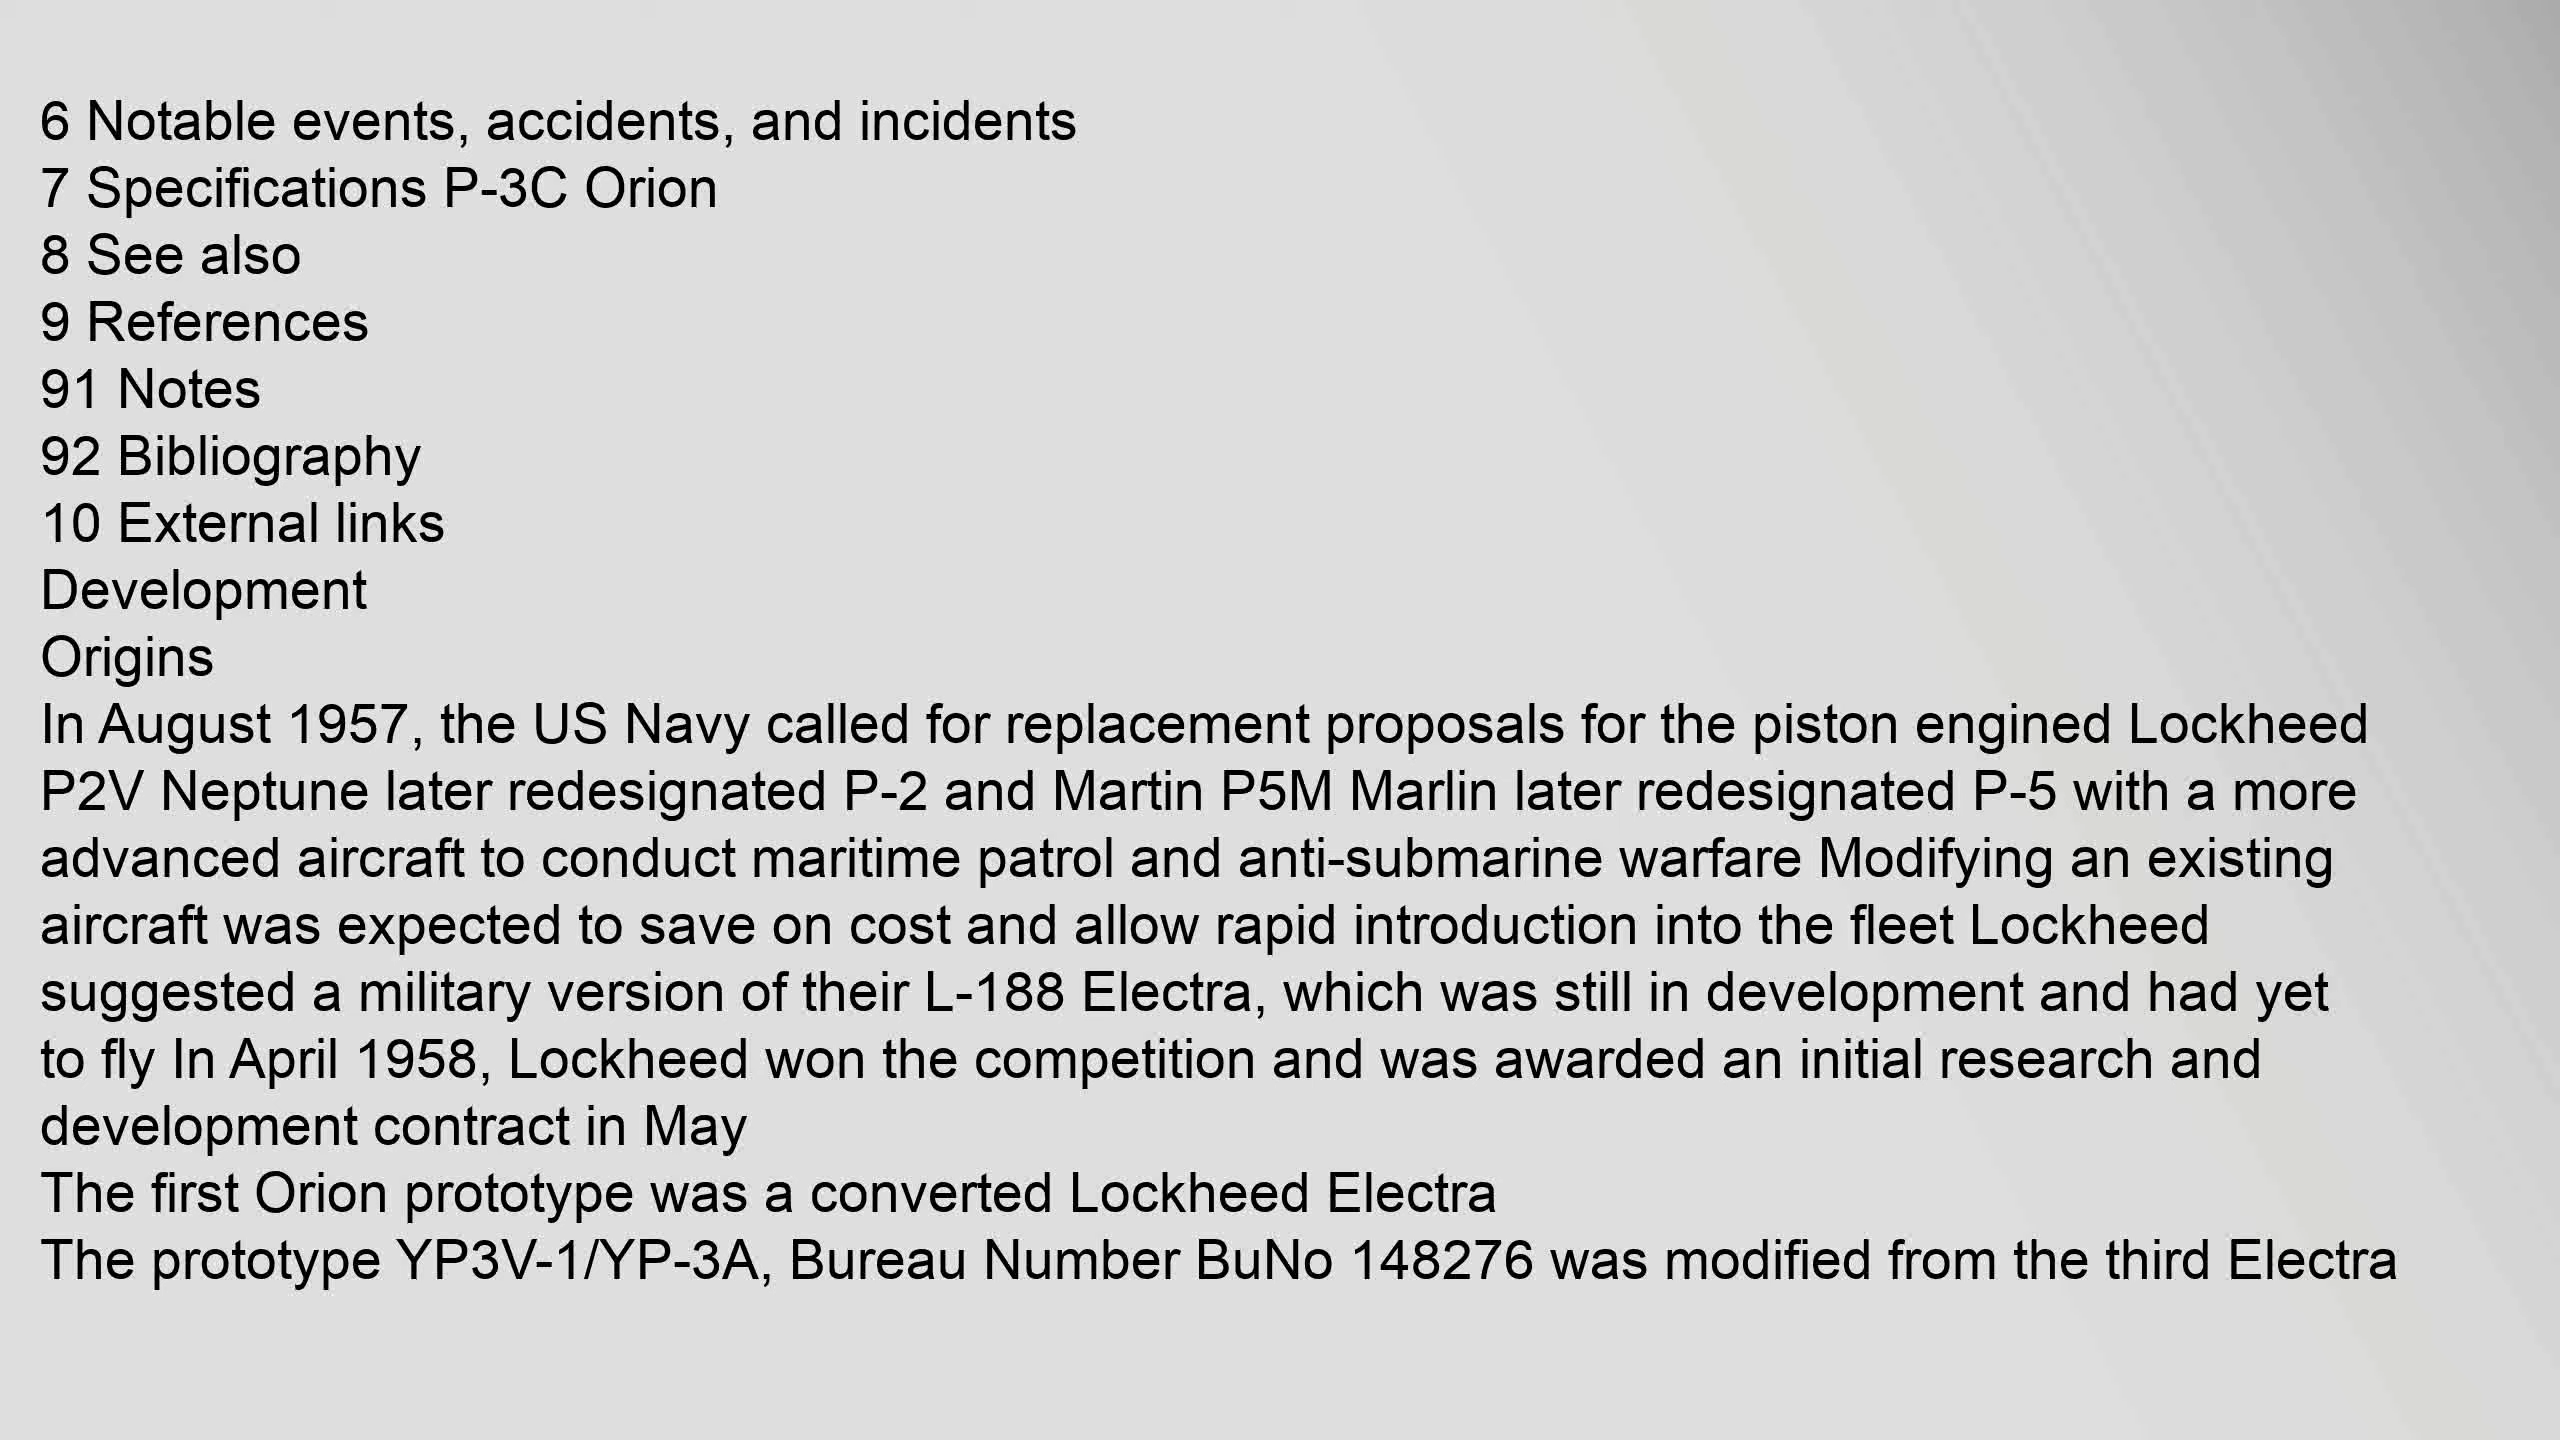 6 Notable events, accidents, and incidents
7 Specifications P-3C Orion
8 See also
9 References
91 Notes
92 Bibliography
10 External links
Development
Origins
In August 1957, the US Navy called for replacement proposals for the piston engined Lockheed
P2V Neptune later redesignated P-2 and Martin P5M Marlin later redesignated P-5 with a more
advanced aircraft to conduct maritime patrol and anti-submarine warfare Modifying an existing
aircraft was expected to save on cost and allow rapid introduction into the fleet Lockheed
suggested a military version of their L-188 Electra, which was still in development and had yet
to fly In April 1958, Lockheed won the competition and was awarded an initial research and
development contract in May
The first Orion prototype was a converted Lockheed Electra
The prototype YP3V-1/YP-3A, Bureau Number BuNo 148276 was modified from the third Electra